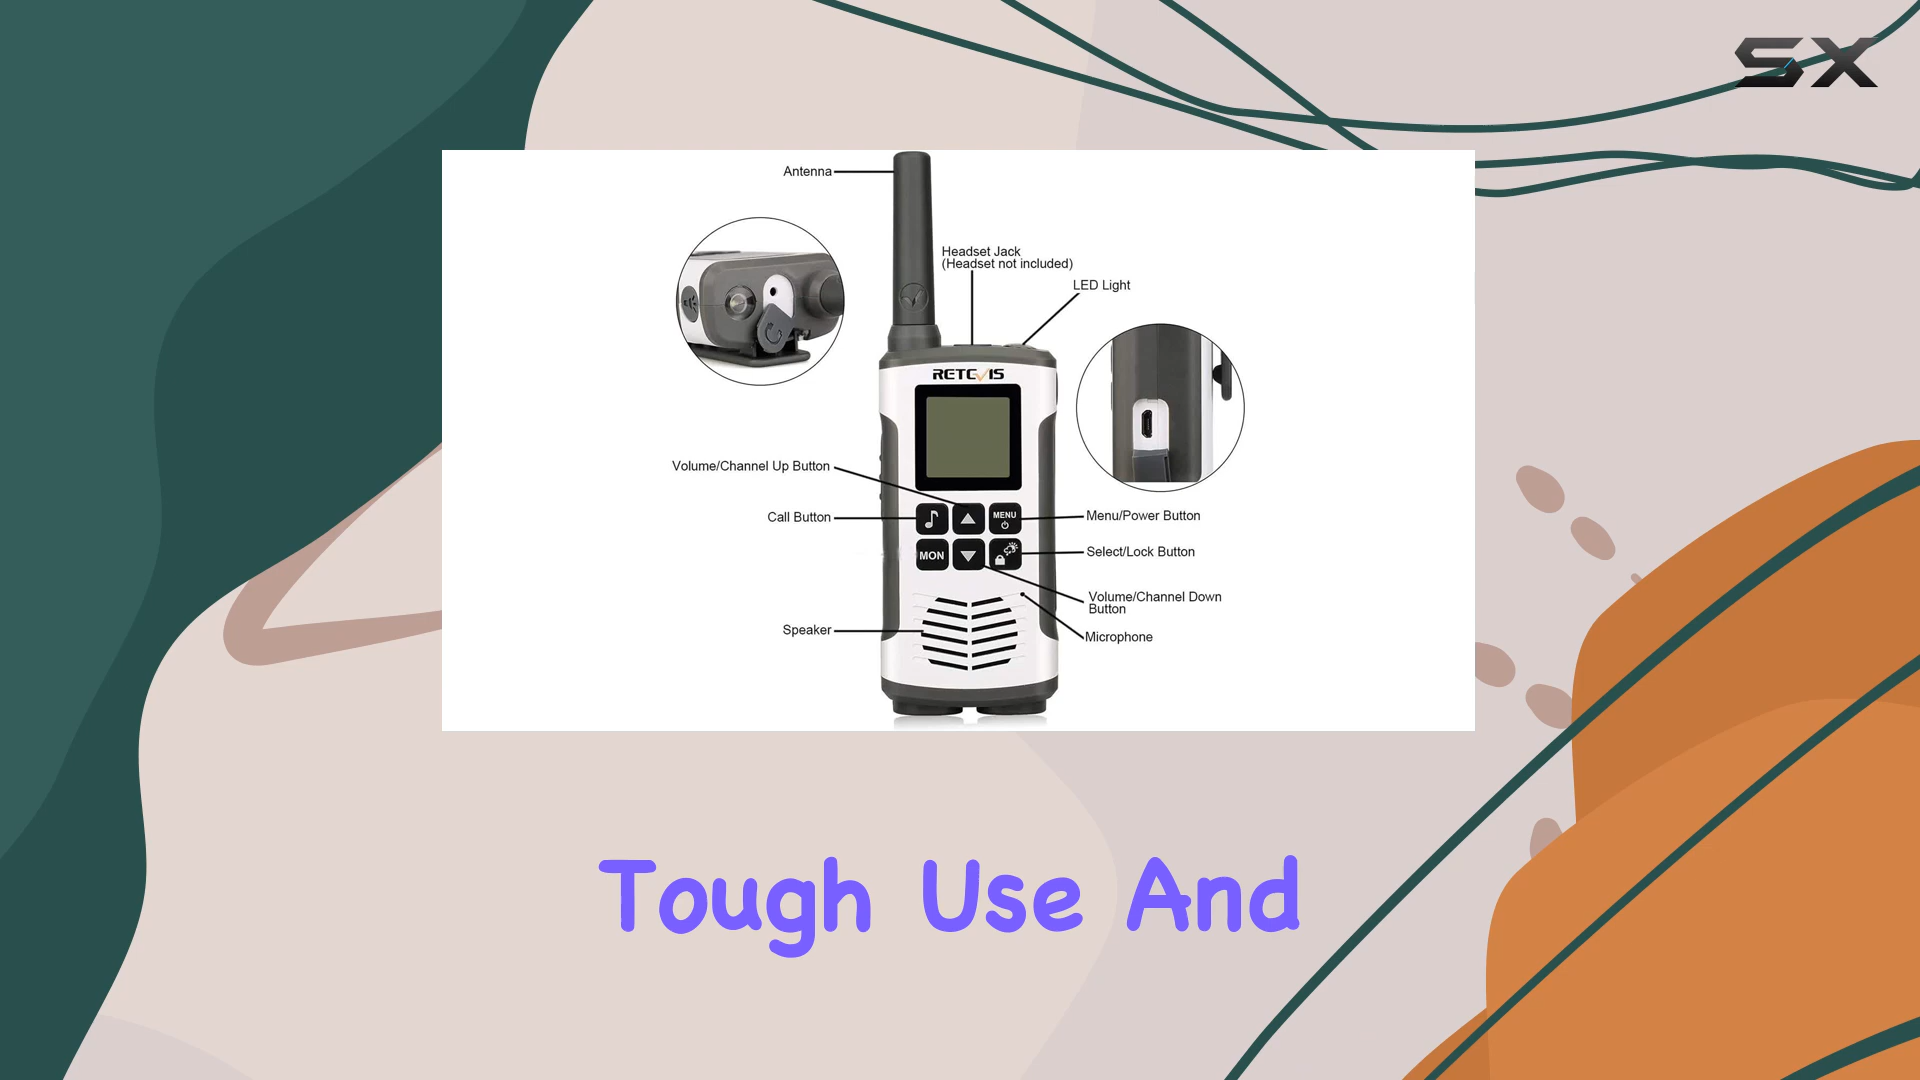 SX
Antenna
Headset Jack
(Headset not included)
LED Light
RETEVIS
Volume/Channel Up Button
Call Button
MENU
Menu/Power Button
MON
Select/Lock Button
Volume/Channel Down
Button
Speaker
Microphone
Tough Use And